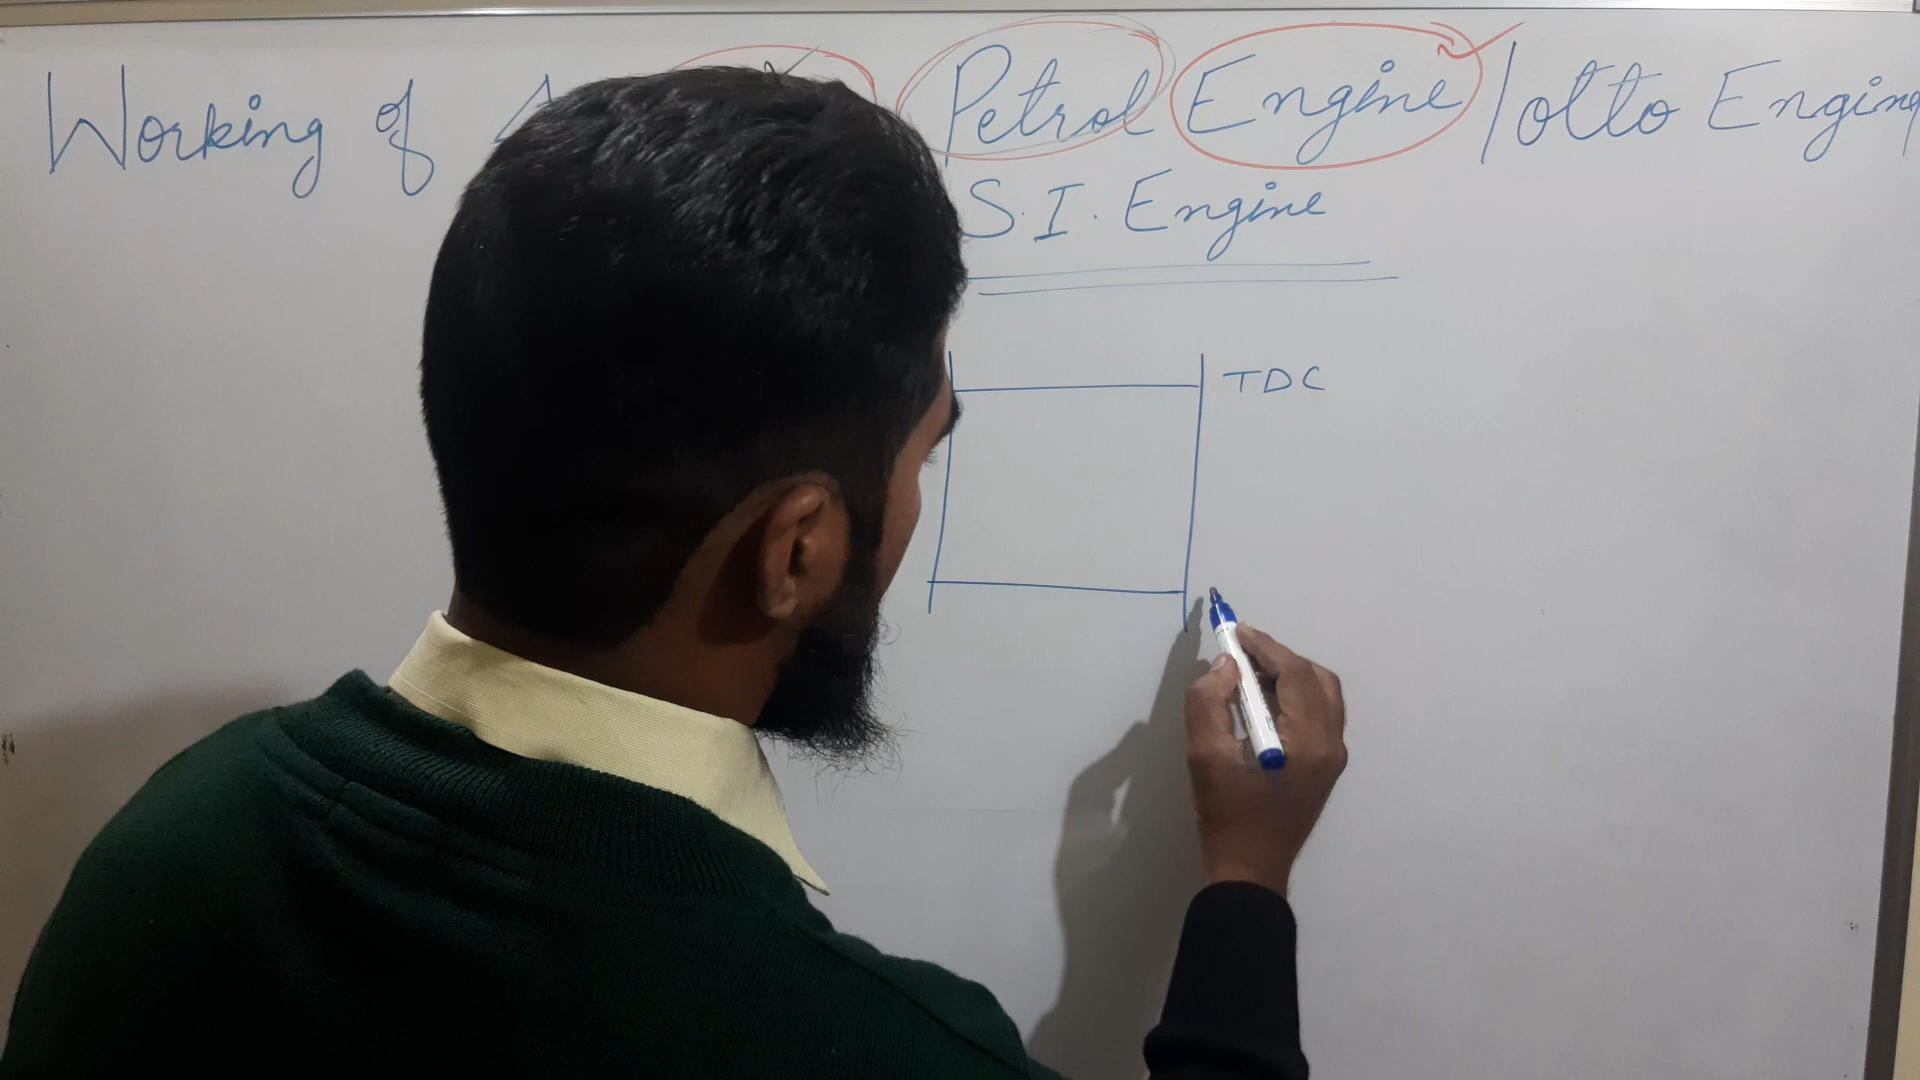 Working of Petrol Engine / otto Engine
S.I. Engine
TDC